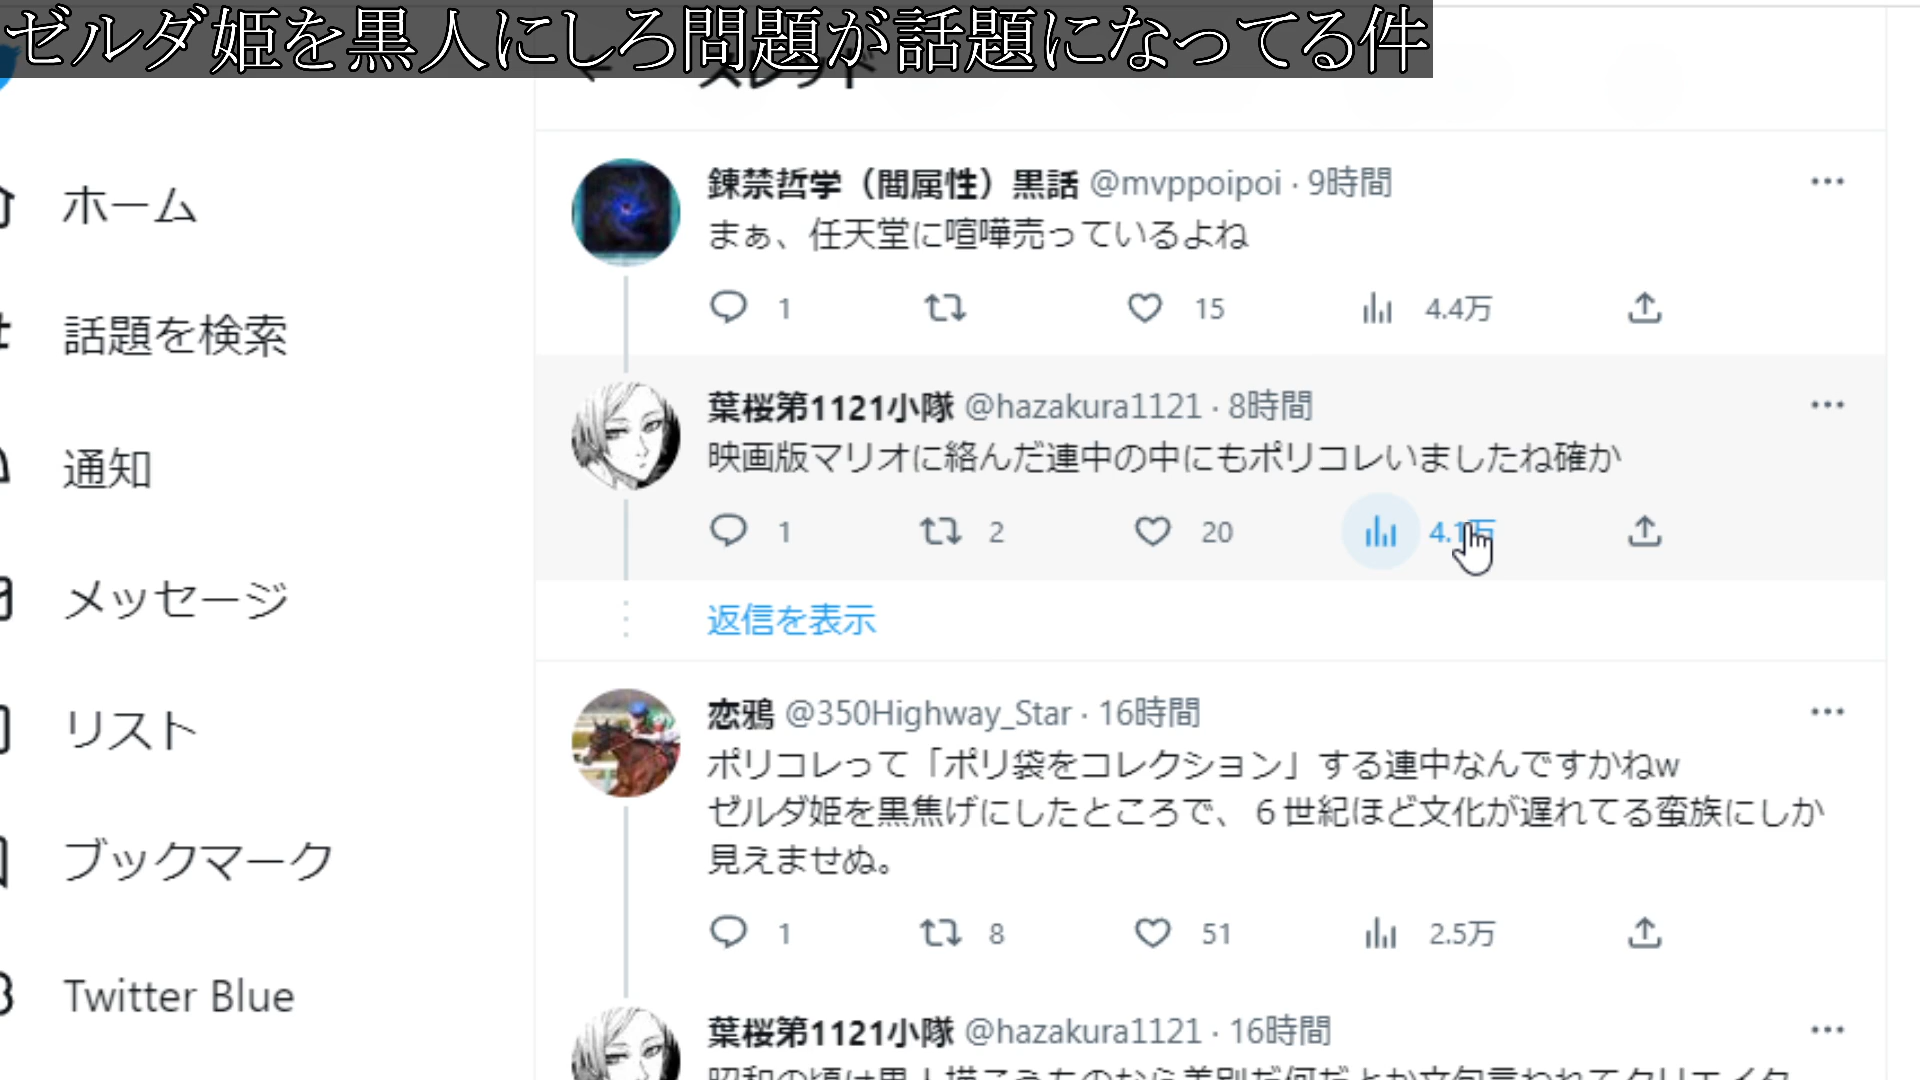 ゼルダ姫を黒人にしろ問題が話題になってる件
スレッド
ホーム
話題を検索
通知
メッセージ
リスト
ブックマーク
Twitter Blue
錬禁哲学（闇属性）黒話 @mvppoipoi · 9時間
まぁ、任天堂に喧嘩売っているよね
1 15 4.4万
葉桜第1121小隊 @hazakura1121 · 8時間
映画版マリオに絡んだ連中の中にもポリコレいましたね確か
1 2 20 4.1万
返信を表示
恋鴉 @350Highway_Star · 16時間
ポリコレって「ポリ袋をコレクション」する連中なんですかねw
ゼルダ姫を黒焦げにしたところで、６世紀ほど文化が遅れてる蛮族にしか
見えませぬ。
1 8 51 2.5万
葉桜第1121小隊 @hazakura1121 · 16時間